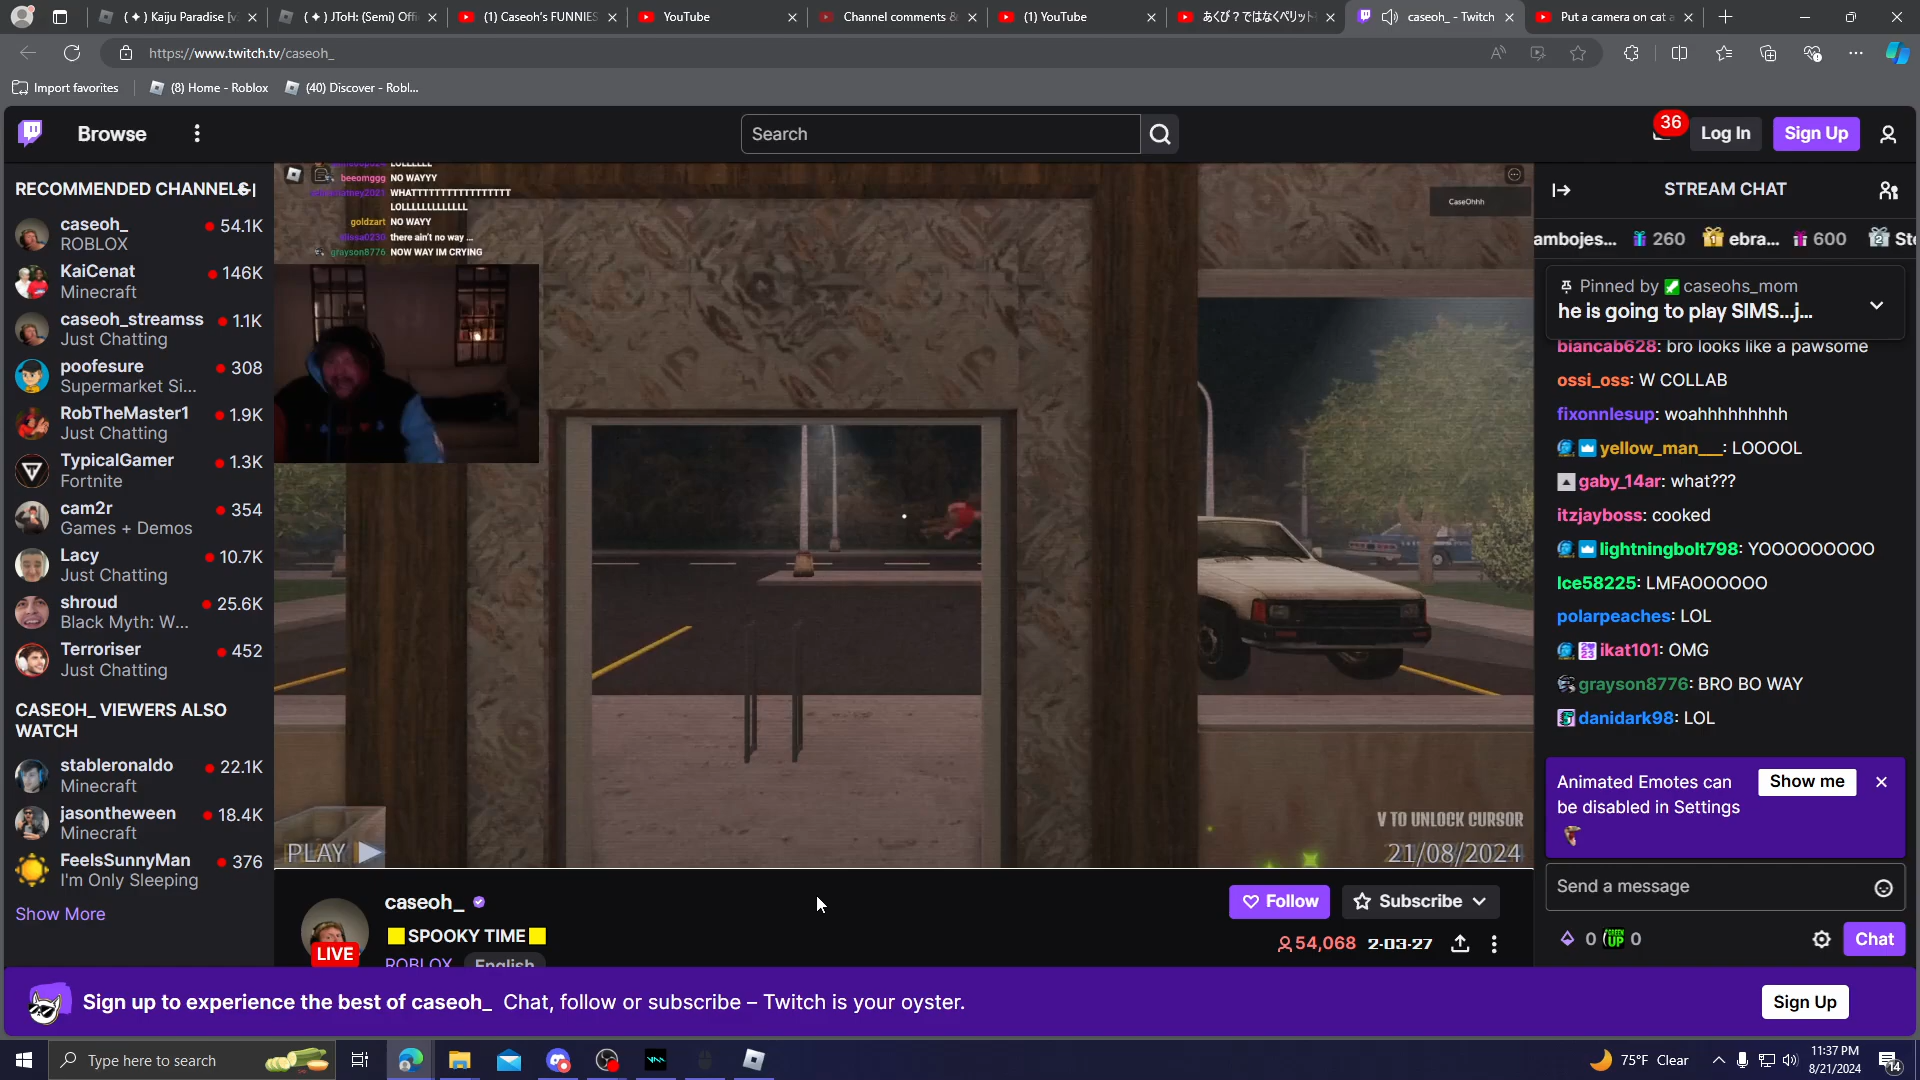 ( ✦ ) Kaiju Paradise [v
( ✦ ) JToH: (Semi) Offi
(1) Caseoh's FUNNIES
YouTube
Channel comments &
(1) YouTube
あくび？ではなくベリット
caseoh_ - Twitch
Put a camera on cat a
https://www.twitch.tv/caseoh_
Import favorites
(8) Home - Roblox
(40) Discover - Robl...
Browse
Search
36
Log In
Sign Up
RECOMMENDED CHANNELS
caseoh_ 54.1K
ROBLOX
KaiCenat 146K
Minecraft
caseoh_streamss 1.1K
Just Chatting
poofesure 308
Supermarket Si...
RobTheMaster1 1.9K
Just Chatting
TypicalGamer 1.3K
Fortnite
cam2r 354
Games + Demos
Lacy 10.7K
Just Chatting
shroud 25.6K
Black Myth: W...
Terroriser 452
Just Chatting
CASEOH_ VIEWERS ALSO
WATCH
stableronaldo 22.1K
Minecraft
jasontheween 18.4K
Minecraft
FeelsSunnyMan 376
I'm Only Sleeping
Show More
LOLLLLLL
beeomggg NO WAYYY
WHATTTTTTTTTTTTTTTTT
LOLLLLLLLLLLLL
goldzart NO WAYY
there ain't no way ...
grayson8776 NOW WAY IM CRYING
CaseOhhh
PLAY
V TO UNLOCK CURSOR
21/08/2024
caseoh_
SPOOKY TIME
ROBLOX English
LIVE
Follow
Subscribe
54,068 2:03:27
STREAM CHAT
ambojes... 260 ebra... 600 Ste
Pinned by caseohs_mom
he is going to play SIMS...j...
biancab628: bro looks like a pawsome
ossi_oss: W COLLAB
fixonnlesup: woahhhhhhhhh
yellow_man___: LOOOOL
gaby_14ar: what???
itzjayboss: cooked
lightningbolt798: YOOOOOOOOO
Ice58225: LMFAOOOOOO
polarpeaches: LOL
ikat101: OMG
grayson8776: BRO BO WAY
danidark98: LOL
Animated Emotes can
be disabled in Settings
Show me
Send a message
0 0
Chat
Sign up to experience the best of caseoh_ Chat, follow or subscribe – Twitch is your oyster.
Sign Up
Type here to search
75°F Clear
11:37 PM
8/21/2024
14